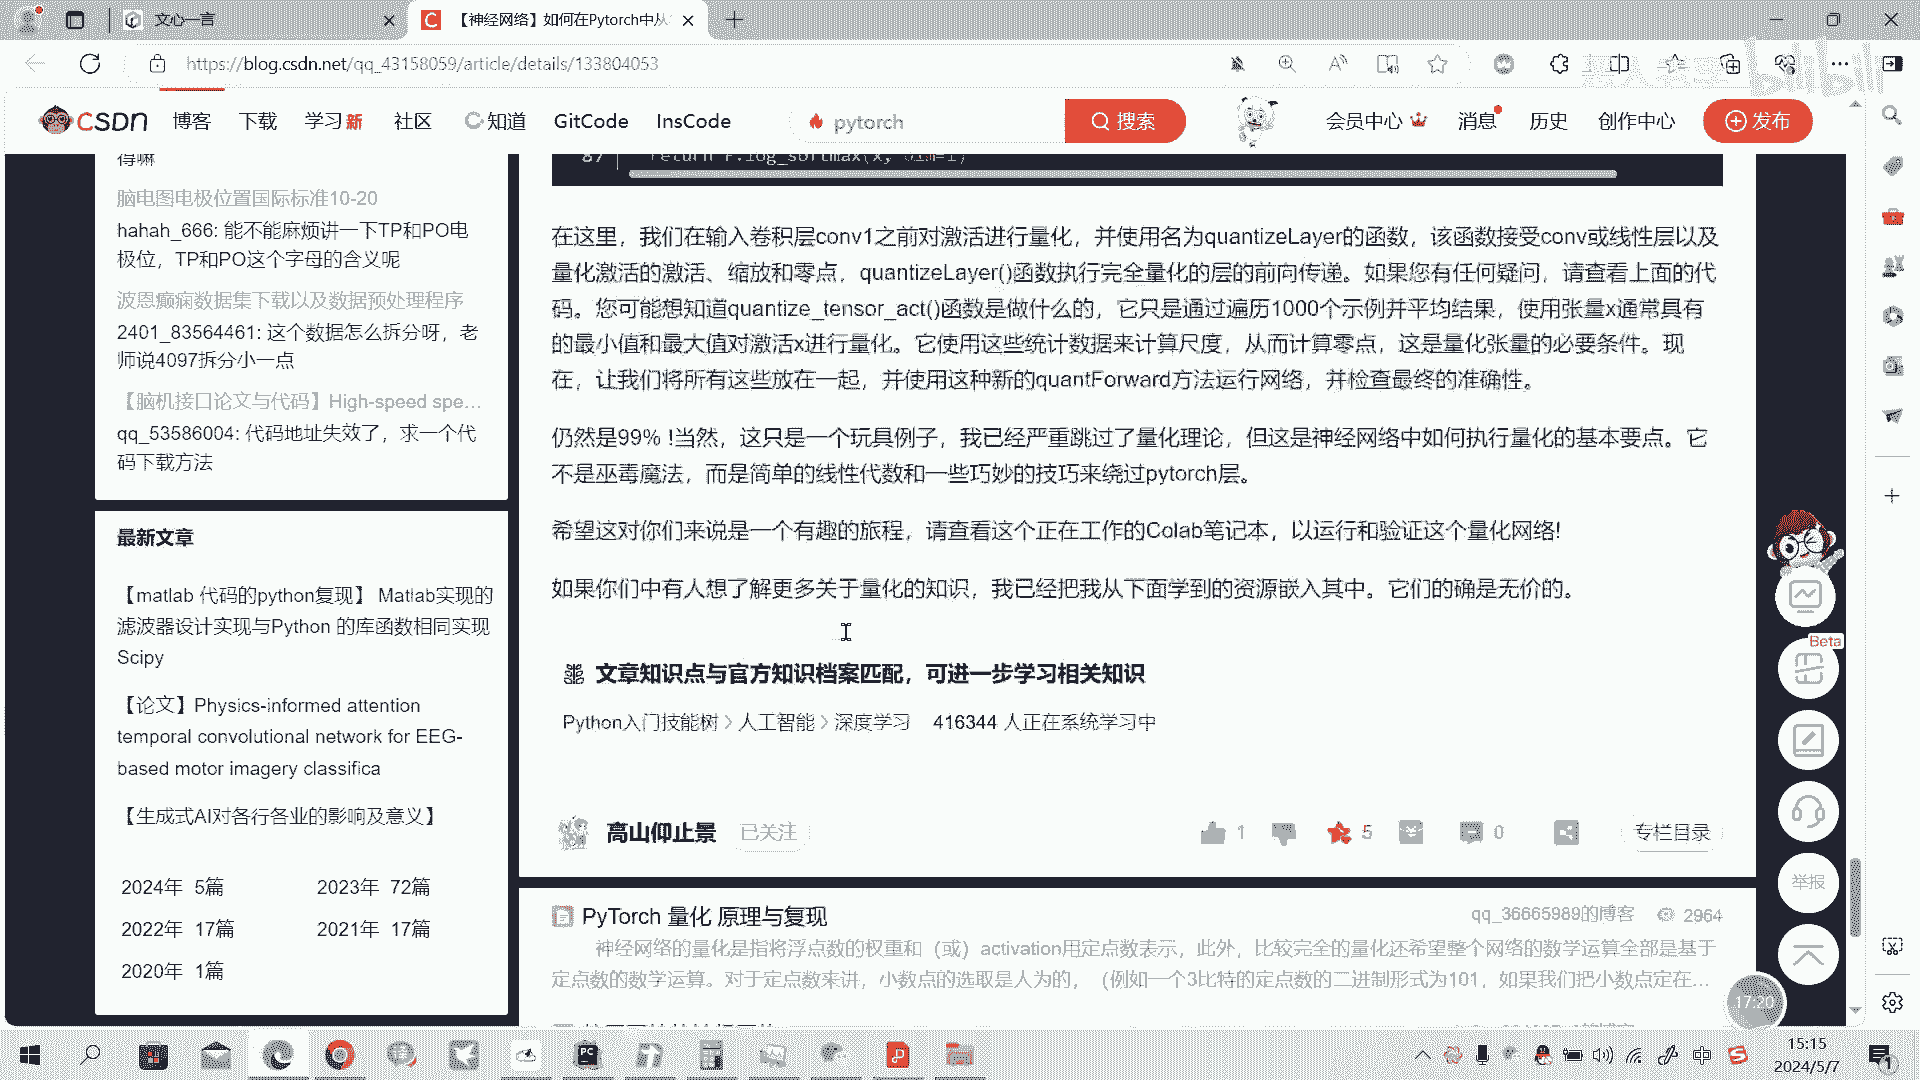 文心一言
【神经网络】如何在Pytorch中从
https://blog.csdn.net/qq_43158059/article/details/133804053
bilibili
CSDN 博客 下载 学习新 社区 C知道 GitCode InsCode pytorch 搜索 会员中心 消息 历史 创作中心 发布
得嘛
脑电图电极位置国际标准10-20
hahah_666: 能不能麻烦讲一下TP和PO电
极位，TP和PO这个字母的含义呢
波恩癫痫数据集下载以及数据预处理程序
2401_83564461: 这个数据怎么拆分呀，老
师说4097拆分小一点
【脑机接口论文与代码】High-speed spe...
qq_53586004: 代码地址失效了，求一个代
码下载方法
最新文章
【matlab 代码的python复现】 Matlab实现的
滤波器设计实现与Python 的库函数相同实现
Scipy
【论文】Physics-informed attention
temporal convolutional network for EEG-
based motor imagery classifica
【生成式AI对各行各业的影响及意义】
2024年 5篇 2023年 72篇
2022年 17篇 2021年 17篇
2020年 1篇
87 return F.log_softmax(x, dim=1)
在这里，我们在输入卷积层conv1之前对激活进行量化，并使用名为quantizeLayer的函数，该函数接受conv或线性层以及
量化激活的激活、缩放和零点，quantizeLayer()函数执行完全量化的层的前向传递。如果您有任何疑问，请查看上面的代
码。您可能想知道quantize_tensor_act()函数是做什么的，它只是通过遍历1000个示例并平均结果，使用张量x通常具有
的最小值和最大值对激活x进行量化。它使用这些统计数据来计算尺度，从而计算零点，这是量化张量的必要条件。现
在，让我们将所有这些放在一起，并使用这种新的quantForward方法运行网络，并检查最终的准确性。
仍然是99% !当然，这只是一个玩具例子，我已经严重跳过了量化理论，但这是神经网络中如何执行量化的基本要点。它
不是巫毒魔法，而是简单的线性代数和一些巧妙的技巧来绕过pytorch层。
希望这对你们来说是一个有趣的旅程，请查看这个正在工作的Colab笔记本，以运行和验证这个量化网络!
如果你们中有人想了解更多关于量化的知识，我已经把我从下面学到的资源嵌入其中。它们的确是无价的。
文章知识点与官方知识档案匹配，可进一步学习相关知识
Python入门技能树 > 人工智能 > 深度学习 416344 人正在系统学习中
高山仰止景 已关注 1 5 0 专栏目录
PyTorch 量化 原理与复现 qq_36665989的博客 2964
神经网络的量化是指将浮点数的权重和（或）activation用定点数表示，此外，比较完全的量化还希望整个网络的数学运算全部是基于
定点数的数学运算。对于定点数来讲，小数点的选取是人为的，（例如一个3比特的定点数的二进制形式为101，如果我们把小数点定在...
Beta
举报
17:20
中
15:15
2024/5/7
1